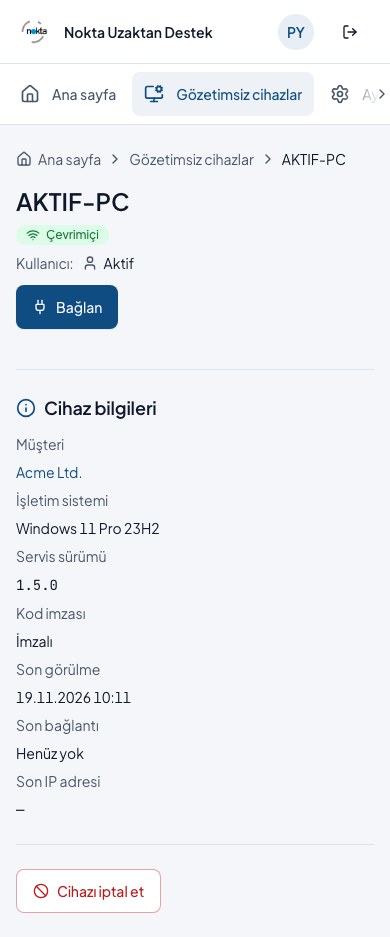 nokta Nokta Uzaktan Destek PY
Ana sayfa Gözetimsiz cihazlar Ay
Ana sayfa Gözetimsiz cihazlar AKTIF-PC
AKTIF-PC
Çevrimiçi
Kullanıcı: Aktif
Bağlan
Cihaz bilgileri
Müşteri
Acme Ltd.
İşletim sistemi
Windows 11 Pro 23H2
Servis sürümü
1.5.0
Kod imzası
İmzalı
Son görülme
19.11.2026 10:11
Son bağlantı
Henüz yok
Son IP adresi
—
Cihazı iptal et